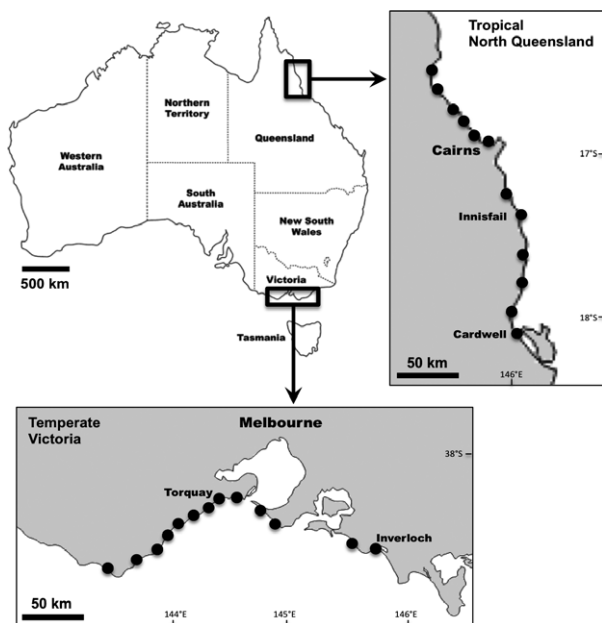 Northern
Territory
Western
Australia
Queensland
South
Australia
New South
Wales
Victoria
Tasmania
500 km
Tropical
North Queensland
Cairns
17°S
Innisfail
18°S
Cardwell
50 km
146°E
Temperate
Victoria
Melbourne
38°S
Torquay
Inverloch
50 km
144°E
145°E
146°E